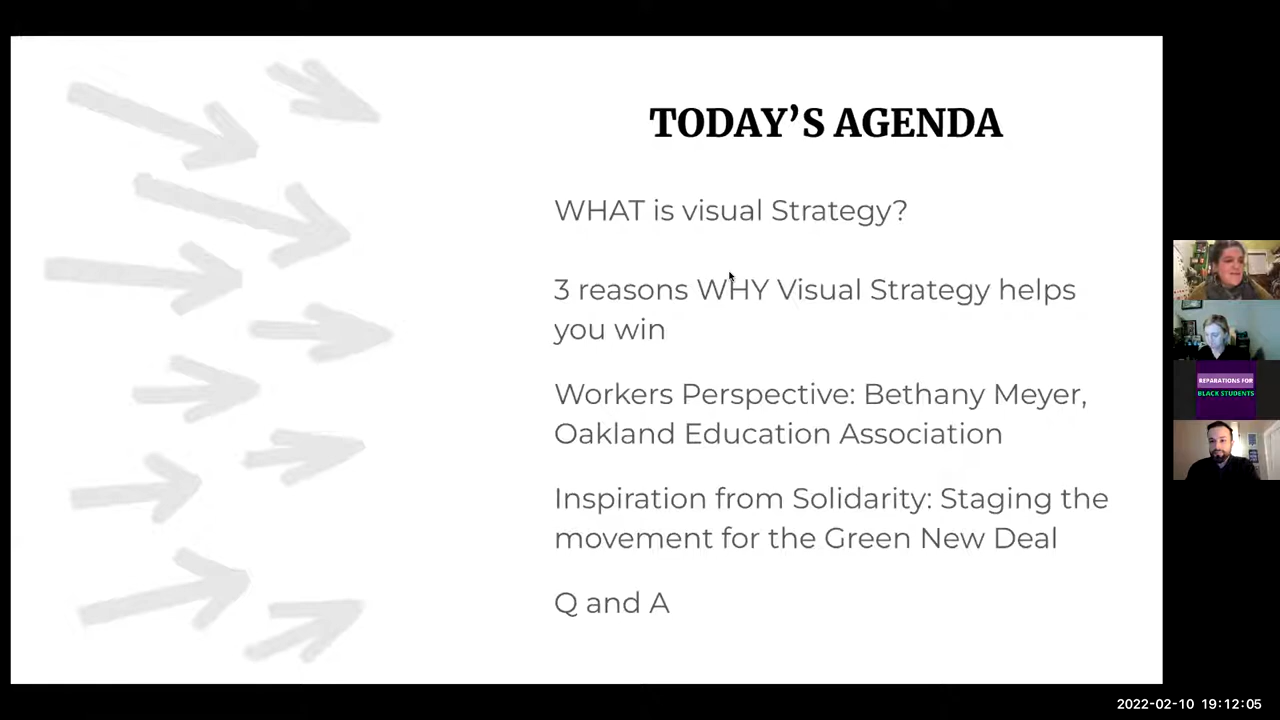 TODAY’S AGENDA
WHAT is visual Strategy?
3 reasons WHY Visual Strategy helps
you win
Workers Perspective: Bethany Meyer,
Oakland Education Association
Inspiration from Solidarity: Staging the
movement for the Green New Deal
Q and A
REPARATIONS FOR
BLACK STUDENTS
2022-02-10 19:12:05